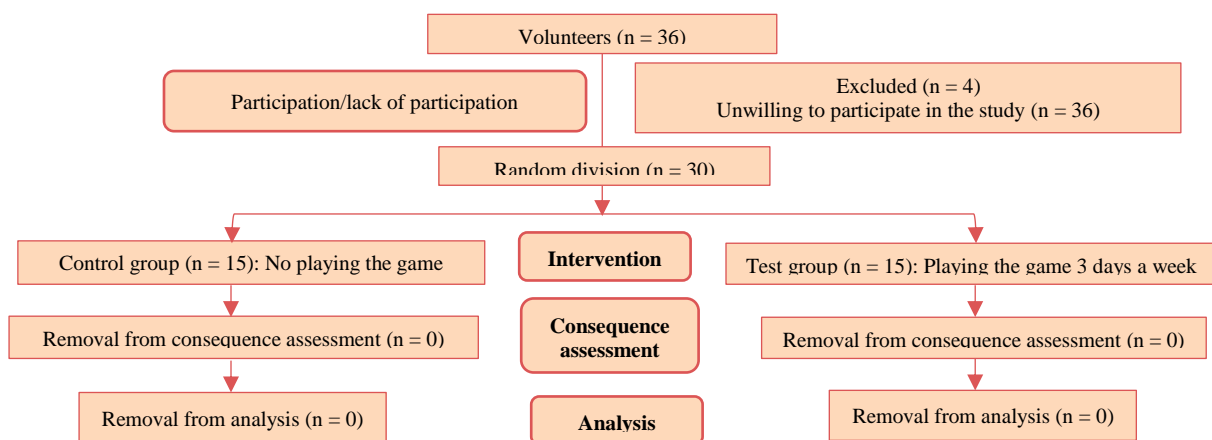 Volunteers (n = 36)
Participation/lack of participation
Excluded (n = 4)
Unwilling to participate in the study (n = 36)
Random division (n = 30)
Control group (n = 15): No playing the game
Intervention
Test group (n = 15): Playing the game 3 days a week
Removal from consequence assessment (n = 0)
Consequence
assessment
Removal from consequence assessment (n = 0)
Removal from analysis (n = 0)
Analysis
Removal from analysis (n = 0)